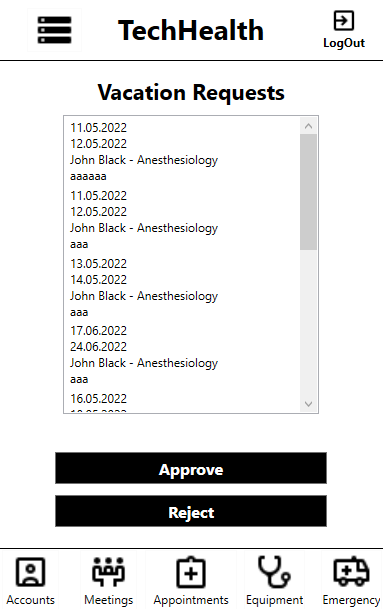 TechHealth
LogOut
Vacation Requests
11.05.2022
12.05.2022
John Black - Anesthesiology
aaaaaa
11.05.2022
12.05.2022
John Black - Anesthesiology
aaa
13.05.2022
14.05.2022
John Black - Anesthesiology
aaa
17.06.2022
24.06.2022
John Black - Anesthesiology
aaa
16.05.2022
Approve
Reject
Accounts
Meetings
Appointments
Equipment
Emergency